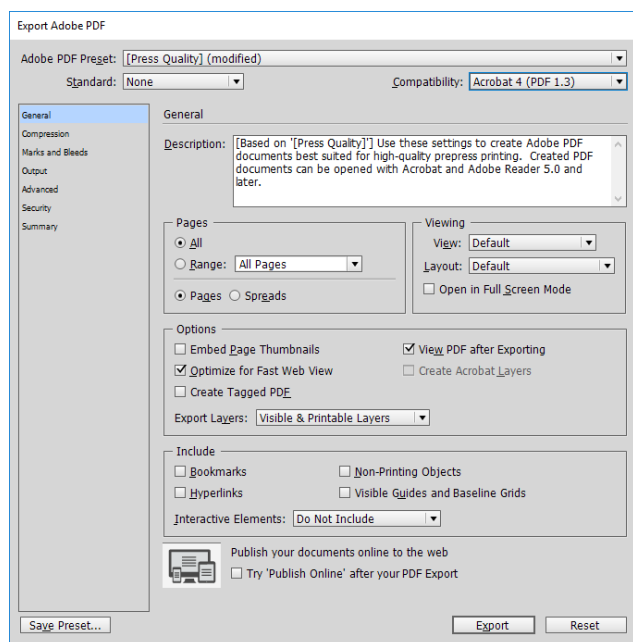 Export Adobe PDF
Adobe PDF Preset: [Press Quality] (modified)
Standard: None Compatibility: Acrobat 4 (PDF 1.3)
General
Compression
Marks and Bleeds
Output
Advanced
Security
Summary
General
Description: [Based on '[Press Quality]'] Use these settings to create Adobe PDF
documents best suited for high-quality prepress printing. Created PDF
documents can be opened with Acrobat and Adobe Reader 5.0 and
later.
Pages
All
Range: All Pages
Pages Spreads
Viewing
View: Default
Layout: Default
Open in Full Screen Mode
Options
Embed Page Thumbnails View PDF after Exporting
Optimize for Fast Web View Create Acrobat Layers
Create Tagged PDF
Export Layers: Visible & Printable Layers
Include
Bookmarks Non-Printing Objects
Hyperlinks Visible Guides and Baseline Grids
Interactive Elements: Do Not Include
Publish your documents online to the web
Try 'Publish Online' after your PDF Export
Save Preset... Export Reset